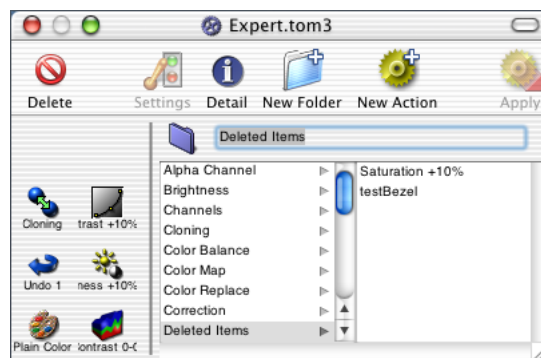 Expert.tom3
Delete Settings Detail New Folder New Action Apply
Deleted Items
Alpha Channel
Brightness
Channels
Cloning
Color Balance
Color Map
Color Replace
Correction
Deleted Items
Saturation +10%
testBezel
Cloning trast +10%
Undo 1 ness +10%
Plain Color ontrast 0-